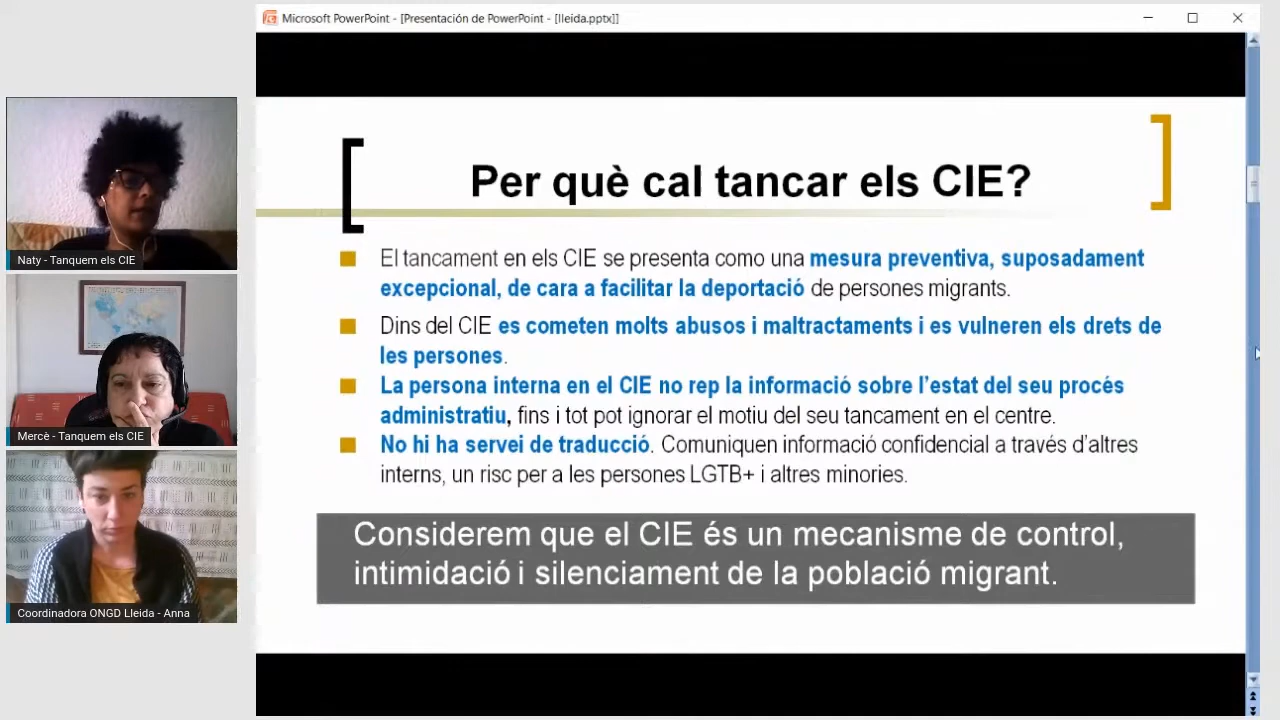 Microsoft PowerPoint - [Presentación de PowerPoint - [lleida.pptx]]
Naty - Tanquem els CIE
Mercè - Tanquem els CIE
Coordinadora ONGD Lleida - Anna
Per què cal tancar els CIE?
El tancament en els CIE se presenta como una mesura preventiva, suposadament
excepcional, de cara a facilitar la deportació de persones migrants.
Dins del CIE es cometen molts abusos i maltractaments i es vulneren els drets de
les persones.
La persona interna en el CIE no rep la informació sobre l’estat del seu procés
administratiu, fins i tot pot ignorar el motiu del seu tancament en el centre.
No hi ha servei de traducció. Comuniquen informació confidencial a través d’altres
interns, un risc per a les persones LGTB+ i altres minories.
Considerem que el CIE és un mecanisme de control,
intimidació i silenciament de la població migrant.